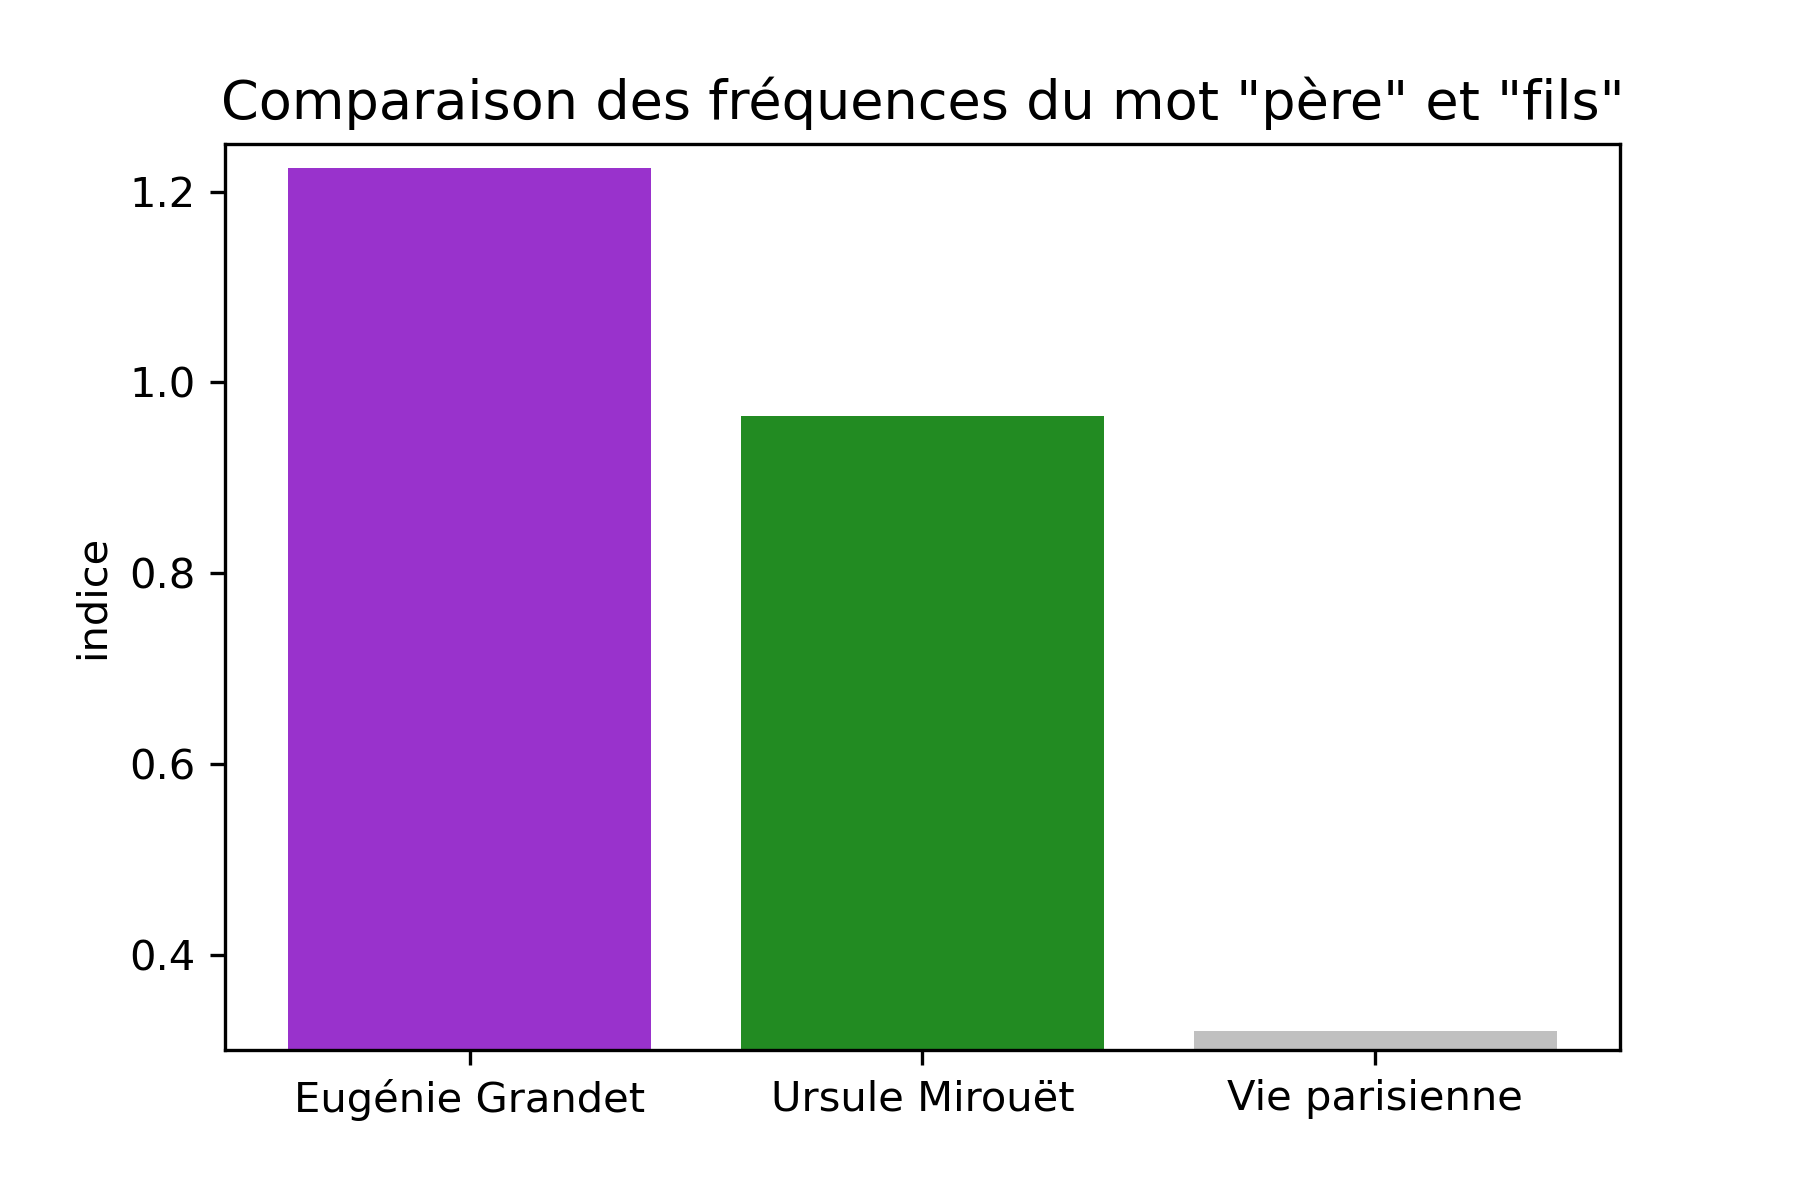 Comparaison des fréquences du mot "père" et "fils"
1.2
1.0
0.8
0.6
0.4
indice
Eugénie Grandet
Ursule Mirouët
Vie parisienne